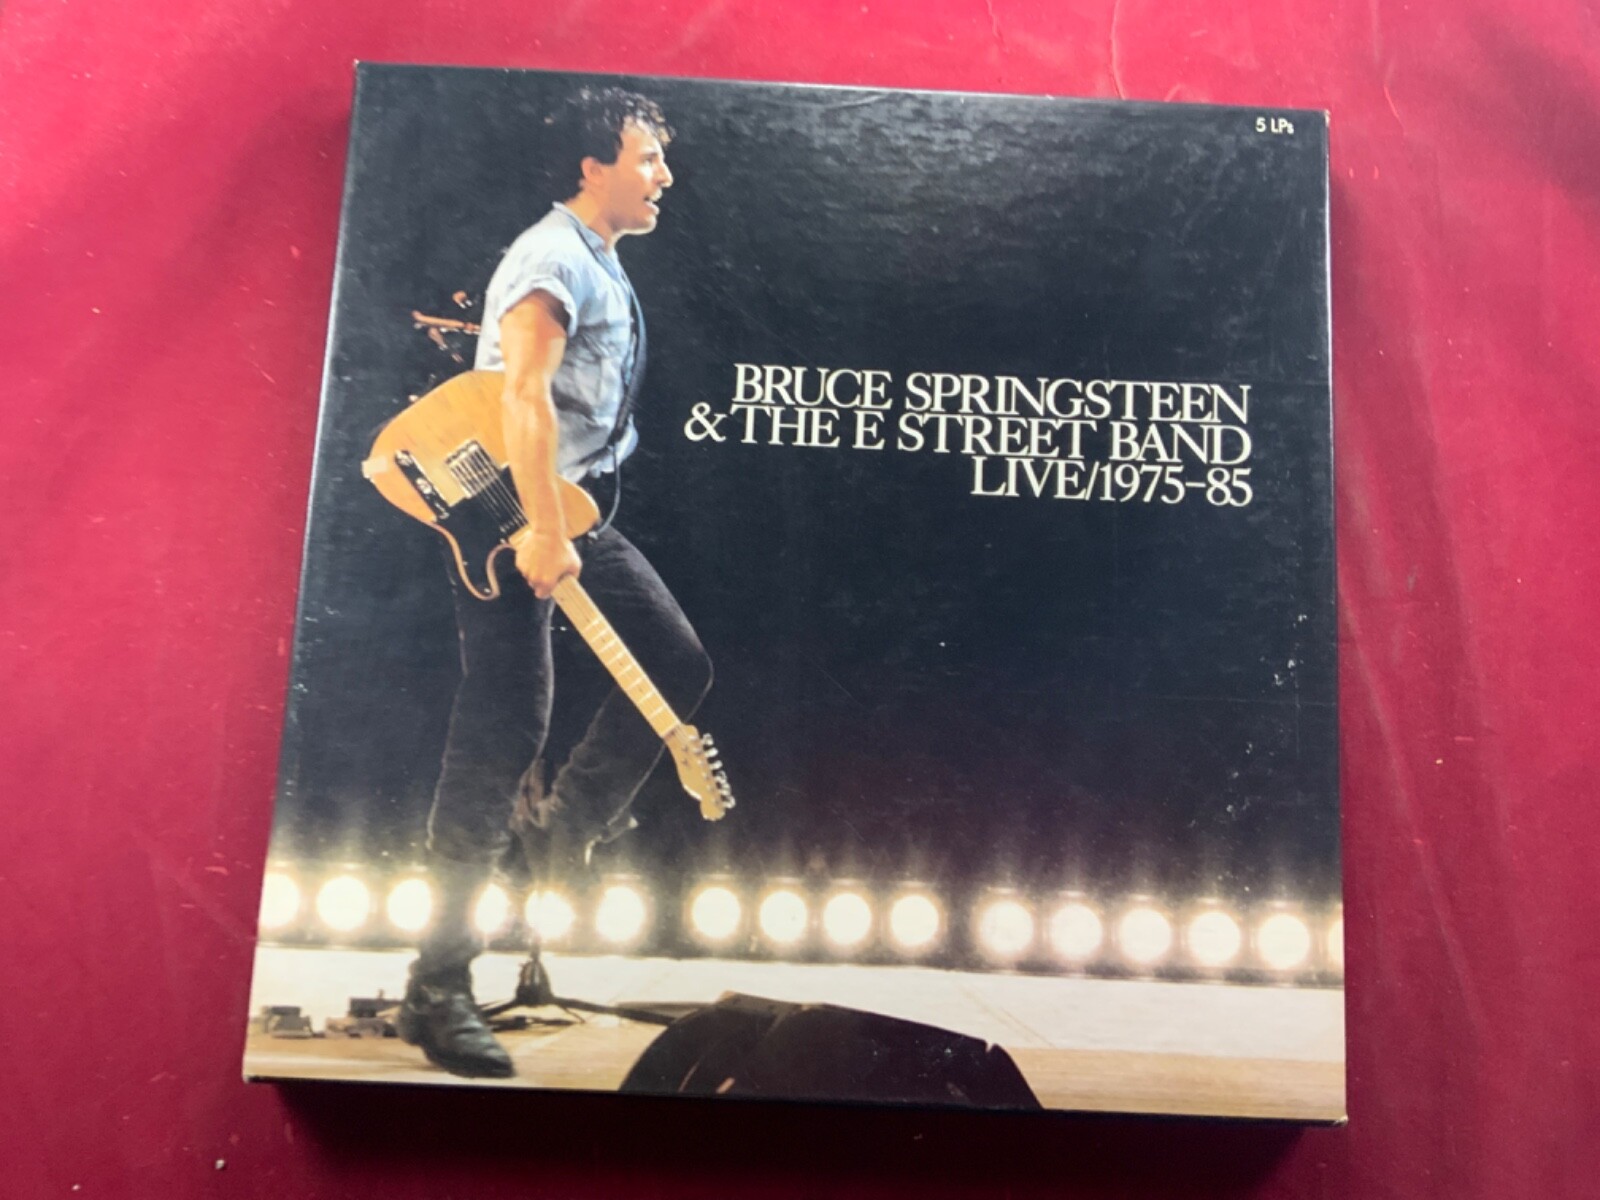 5 LPs
BRUCE SPRINGSTEEN
& THE E STREET BAND
LIVE/1975-85